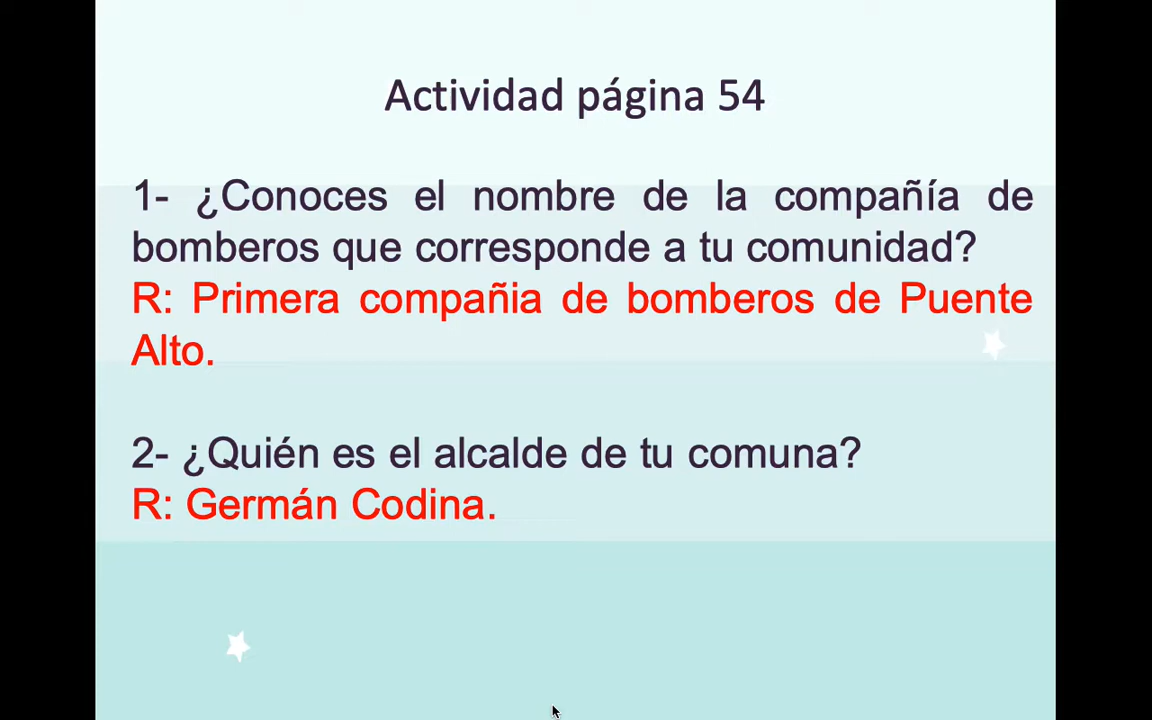 Actividad página 54
1- ¿Conoces el nombre de la compañía de
bomberos que corresponde a tu comunidad?
R: Primera compañia de bomberos de Puente
Alto.
2- ¿Quién es el alcalde de tu comuna?
R: Germán Codina.